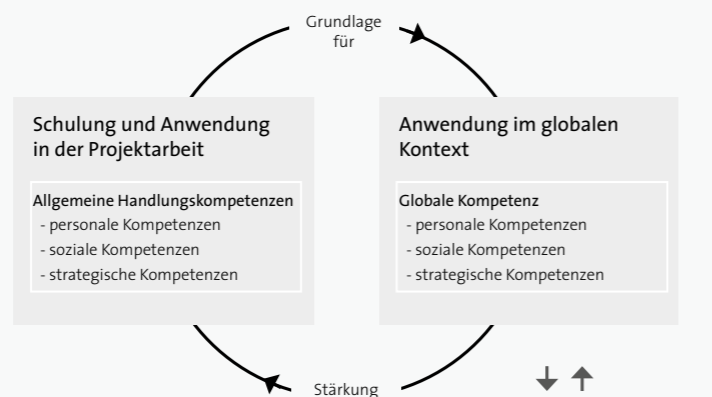 Grundlage
für
Schulung und Anwendung
in der Projektarbeit
Allgemeine Handlungskompetenzen
- personale Kompetenzen
- soziale Kompetenzen
- strategische Kompetenzen
Anwendung im globalen
Kontext
Globale Kompetenz
- personale Kompetenzen
- soziale Kompetenzen
- strategische Kompetenzen
Stärkung